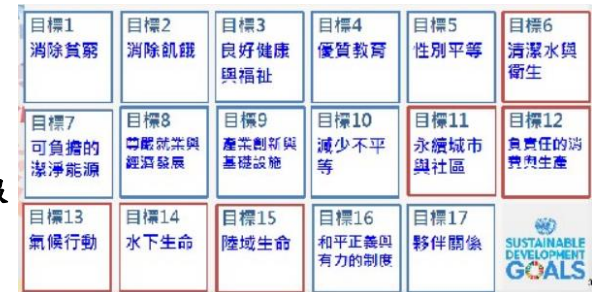 目標1
消除貧窮
目標2
消除飢餓
目標3
良好健康
與福祉
目標4
優質教育
目標5
性別平等
目標6
清潔水與
衛生
目標7
可負擔的
潔淨能源
目標8
尊嚴就業與
經濟發展
目標9
產業創新與
基礎設施
目標10
減少不平
等
目標11
永續城市
與社區
目標12
負責任的消
費與生產
目標13
氣候行動
目標14
水下生命
目標15
陸域生命
目標16
和平正義與
有力的制度
目標17
夥伴關係
SUSTAINABLE
DEVELOPMENT
GOALS